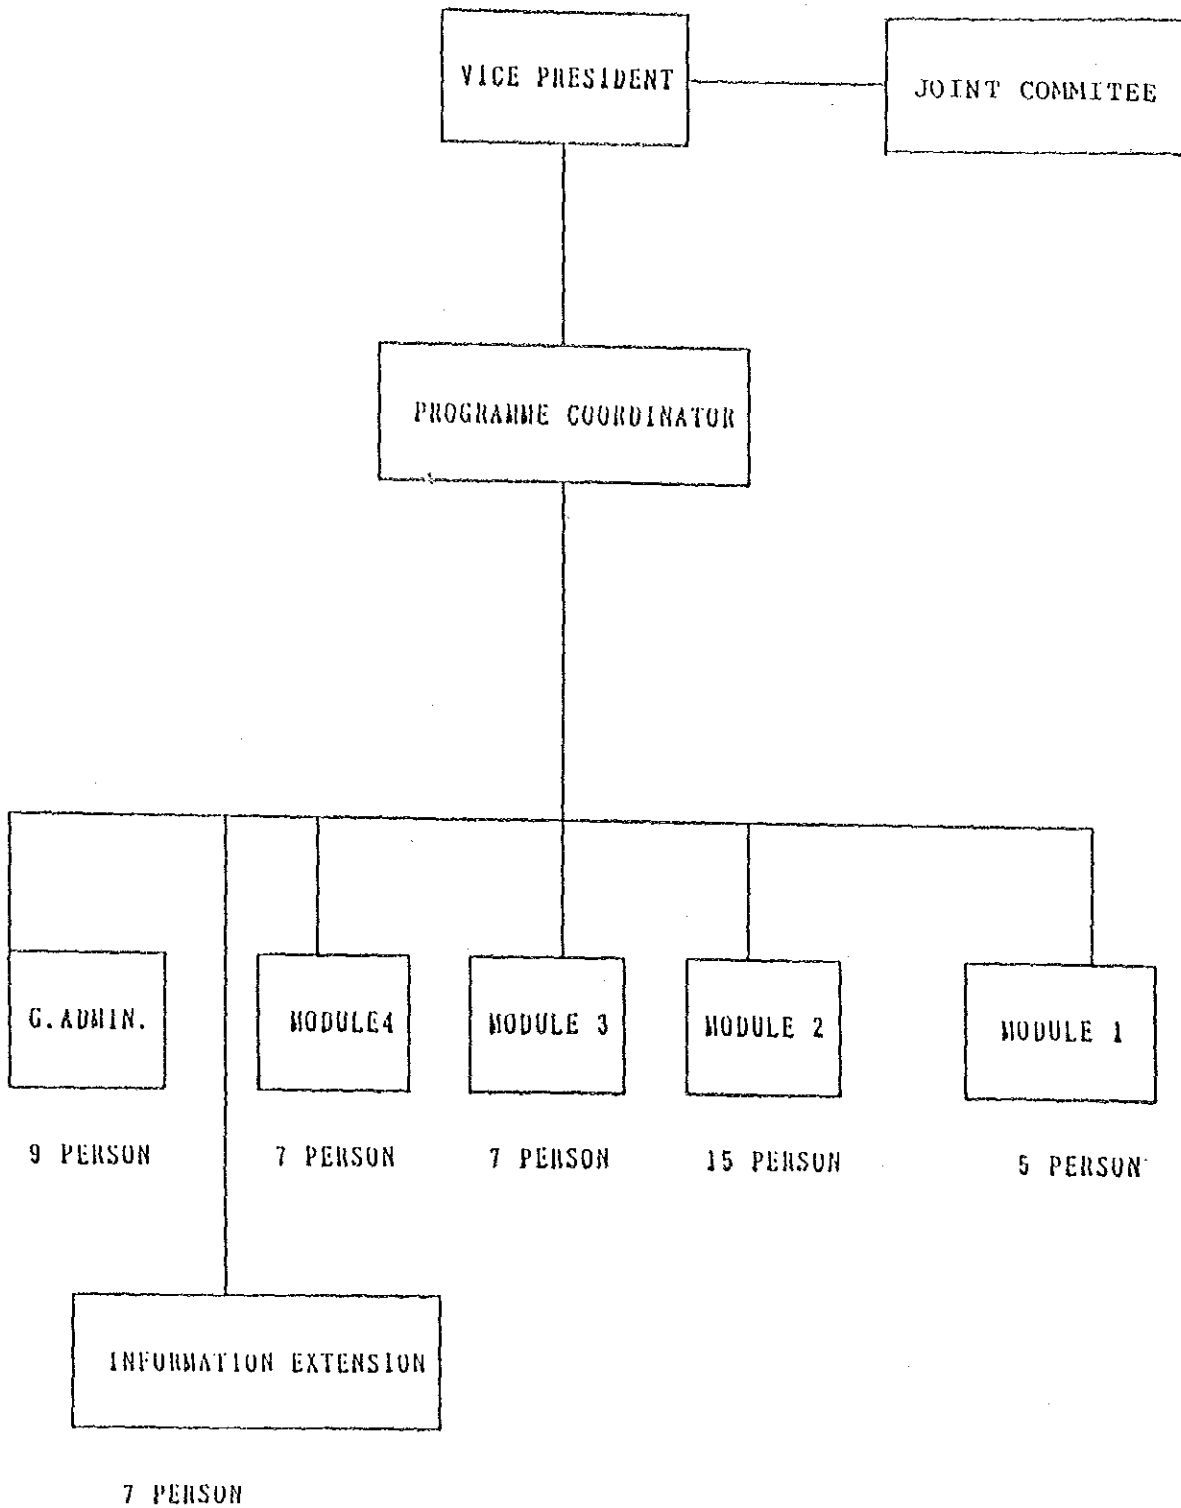 VICE PRESIDENT
JOINT COMMITEE
PROGRAMME COORDINATOR
G.ADMIN.
MODULE4
MODULE 3
MODULE 2
MODULE 1
9 PERSON
7 PERSON
7 PERSON
15 PERSON
5 PERSON
INFORMATION EXTENSION
7 PERSON